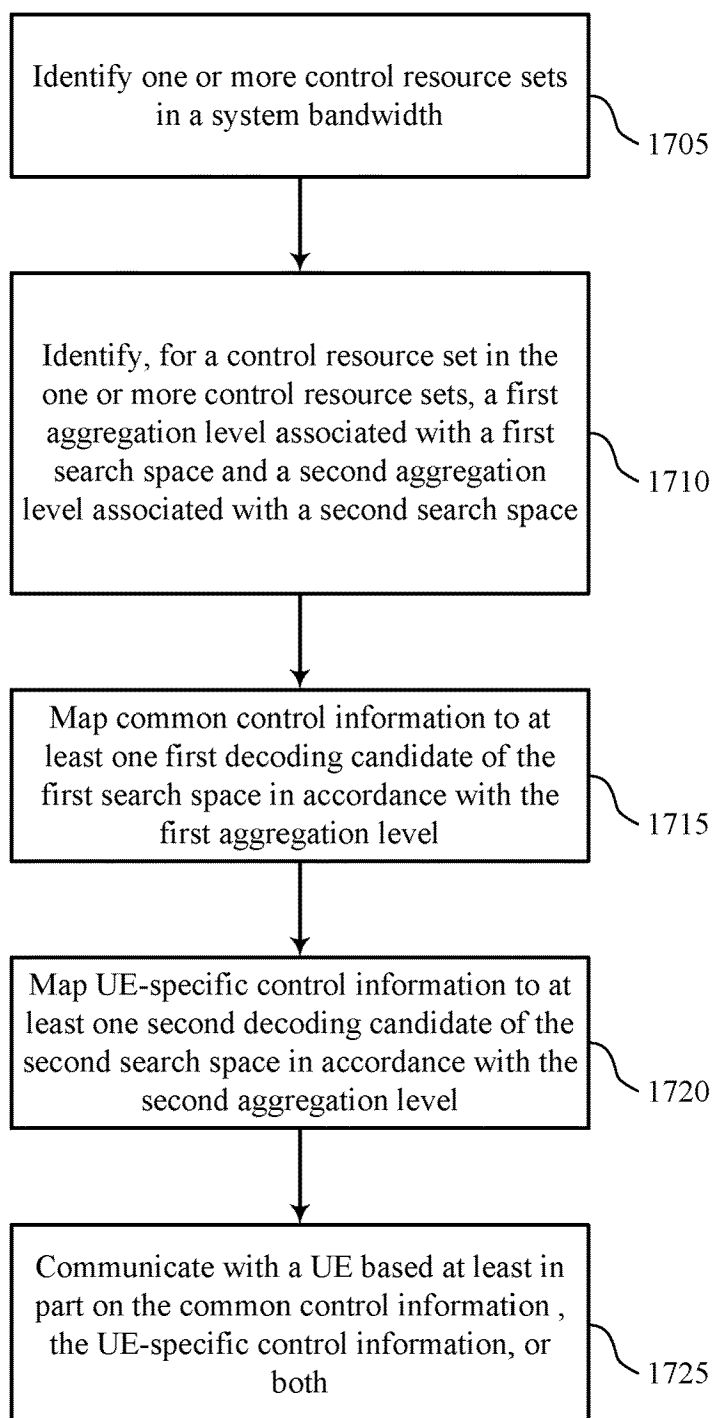 Identify one or more control resource sets
in a system bandwidth
1705
Identify, for a control resource set in the
one or more control resource sets, a first
aggregation level associated with a first
search space and a second aggregation
level associated with a second search space
1710
Map common control information to at
least one first decoding candidate of the
first search space in accordance with the
first aggregation level
1715
Map UE-specific control information to at
least one second decoding candidate of the
second search space in accordance with the
second aggregation level
1720
Communicate with a UE based at least in
part on the common control information ,
the UE-specific control information, or
both
1725